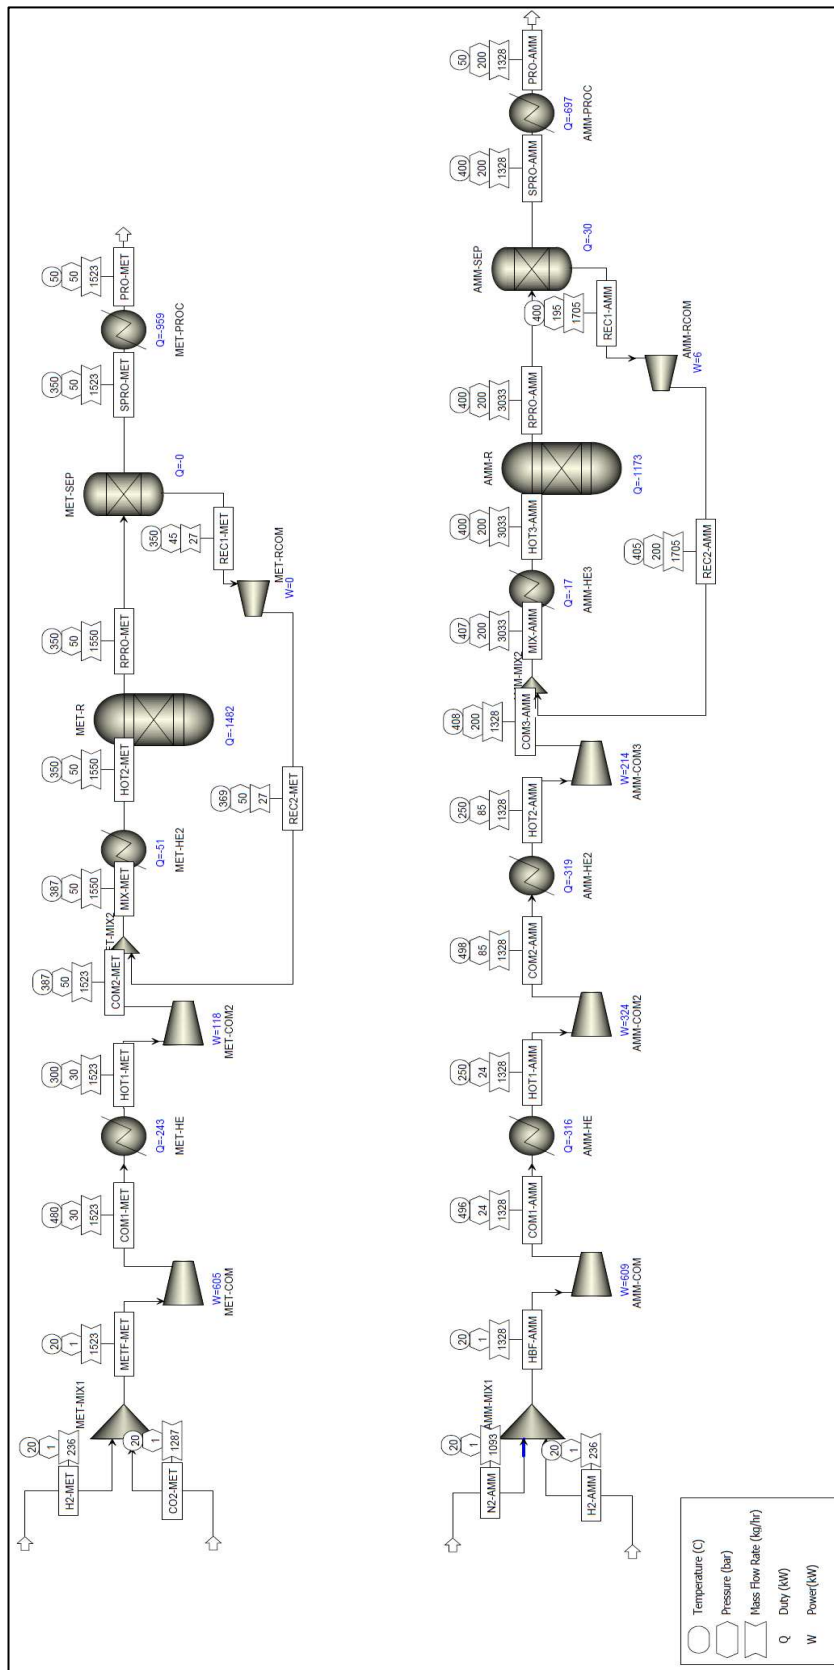 20
1
236
H2-MET
20
1
1287
CO2-MET
MET-MIX1
20
1
1523
METF-MET
W=605
MET-COM
480
30
1523
COM1-MET
Q=-243
MET-HE
300
30
1523
HOT1-MET
W=118
MET-COM2
387
50
1523
COM2-MET
ET-MIX2
387
50
1550
MIX-MET
Q=-51
MET-HE2
350
50
1550
HOT2-MET
MET-R
Q=-1482
350
50
1550
RPRO-MET
MET-SEP
Q=-0
350
45
27
REC1-MET
MET-RCOM
W=0
369
50
27
REC2-MET
350
50
1523
SPRO-MET
Q=-959
MET-PROC
50
50
1523
PRO-MET
20
1
1093
N2-AMM
20
1
236
H2-AMM
AMM-MIX1
20
1
1328
HBF-AMM
W=609
AMM-COM
496
24
1328
COM1-AMM
Q=-316
AMM-HE
250
24
1328
HOT1-AMM
W=324
AMM-COM2
498
85
1328
COM2-AMM
Q=-319
AMM-HE2
250
85
1328
HOT2-AMM
W=214
AMM-COM3
408
200
1328
COM3-AMM
M-MIX2
407
200
3033
MIX-AMM
Q=-17
AMM-HE3
400
200
3033
HOT3-AMM
AMM-R
Q=-1173
400
200
3033
RPRO-AMM
AMM-SEP
Q=-30
400
195
1705
REC1-AMM
AMM-RCOM
W=6
405
200
1705
REC2-AMM
400
200
1328
SPRO-AMM
Q=-697
AMM-PROC
50
200
1328
PRO-AMM
Temperature (C)
Pressure (bar)
Mass Flow Rate (kg/hr)
Q Duty (kW)
W Power(kW)